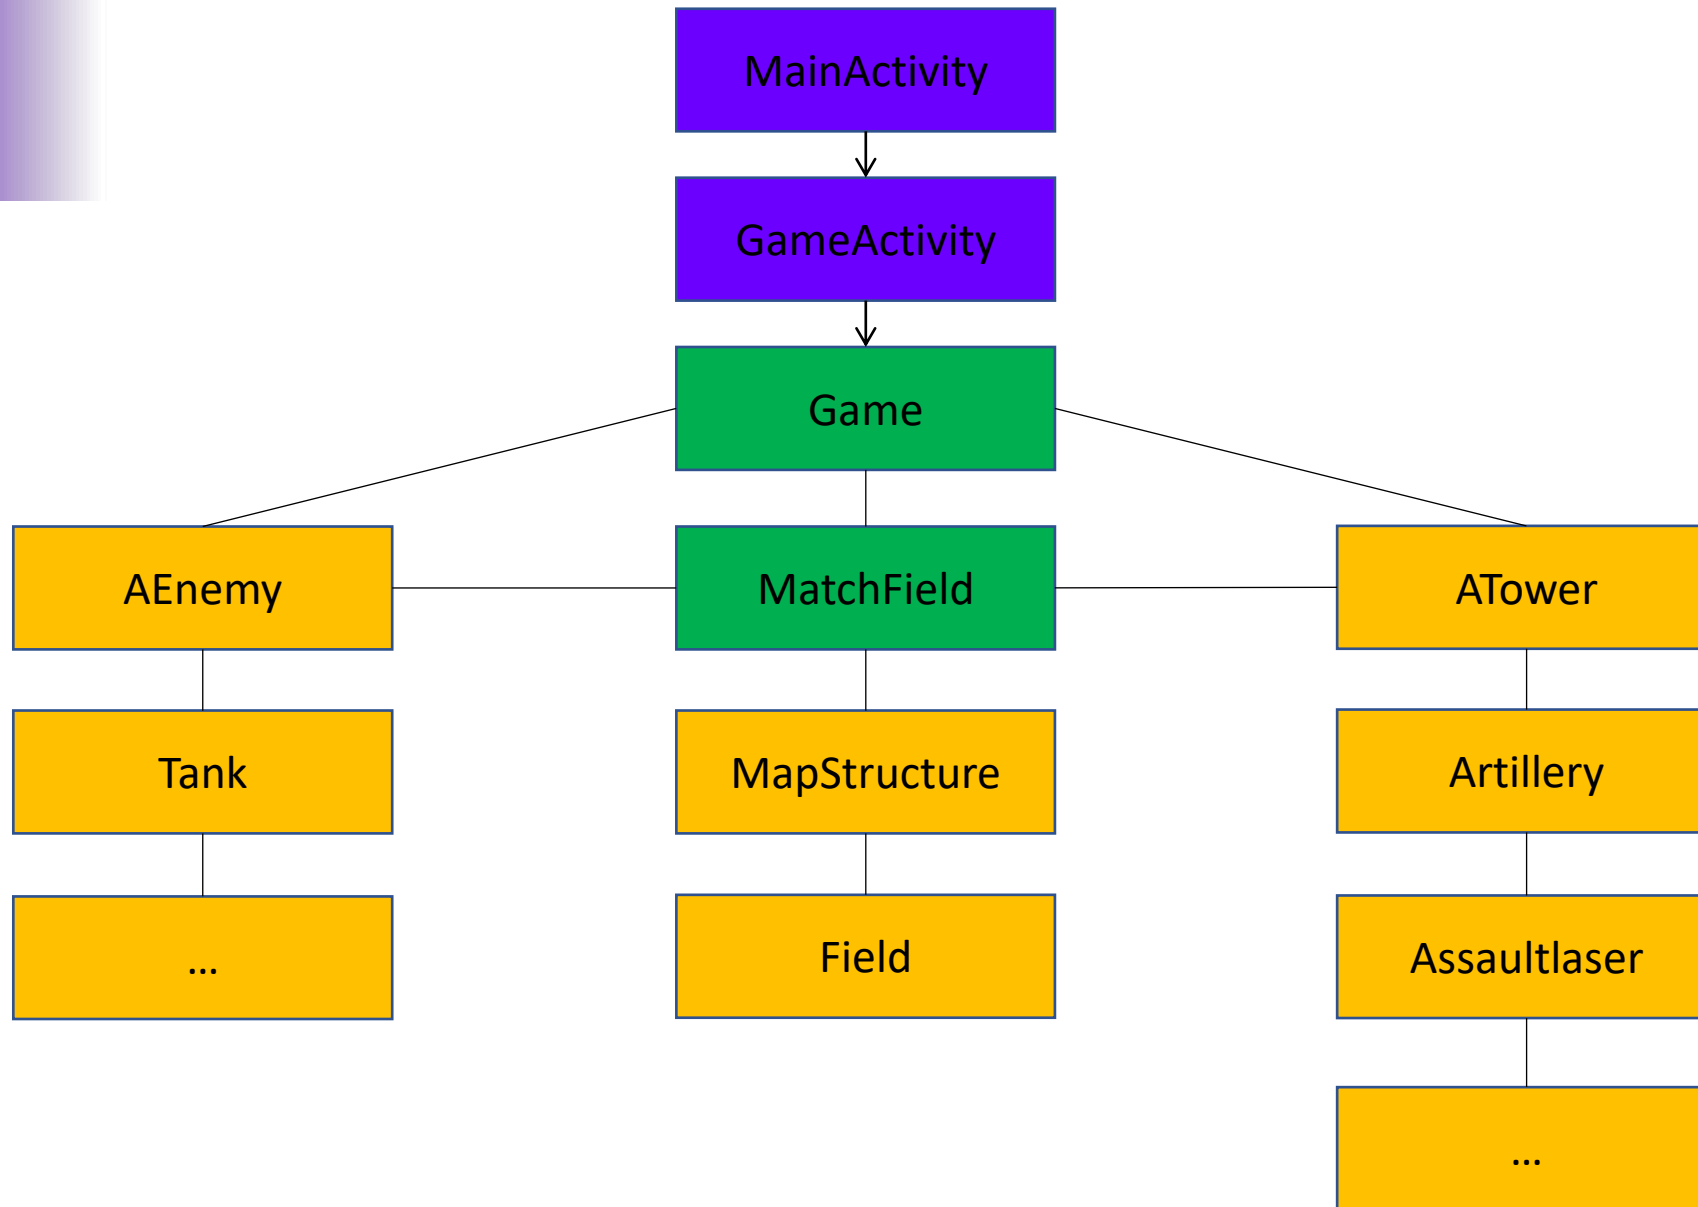 MainActivity
GameActivity
Game
AEnemy
MatchField
ATower
Tank
MapStructure
Artillery
...
Field
Assaultlaser
...